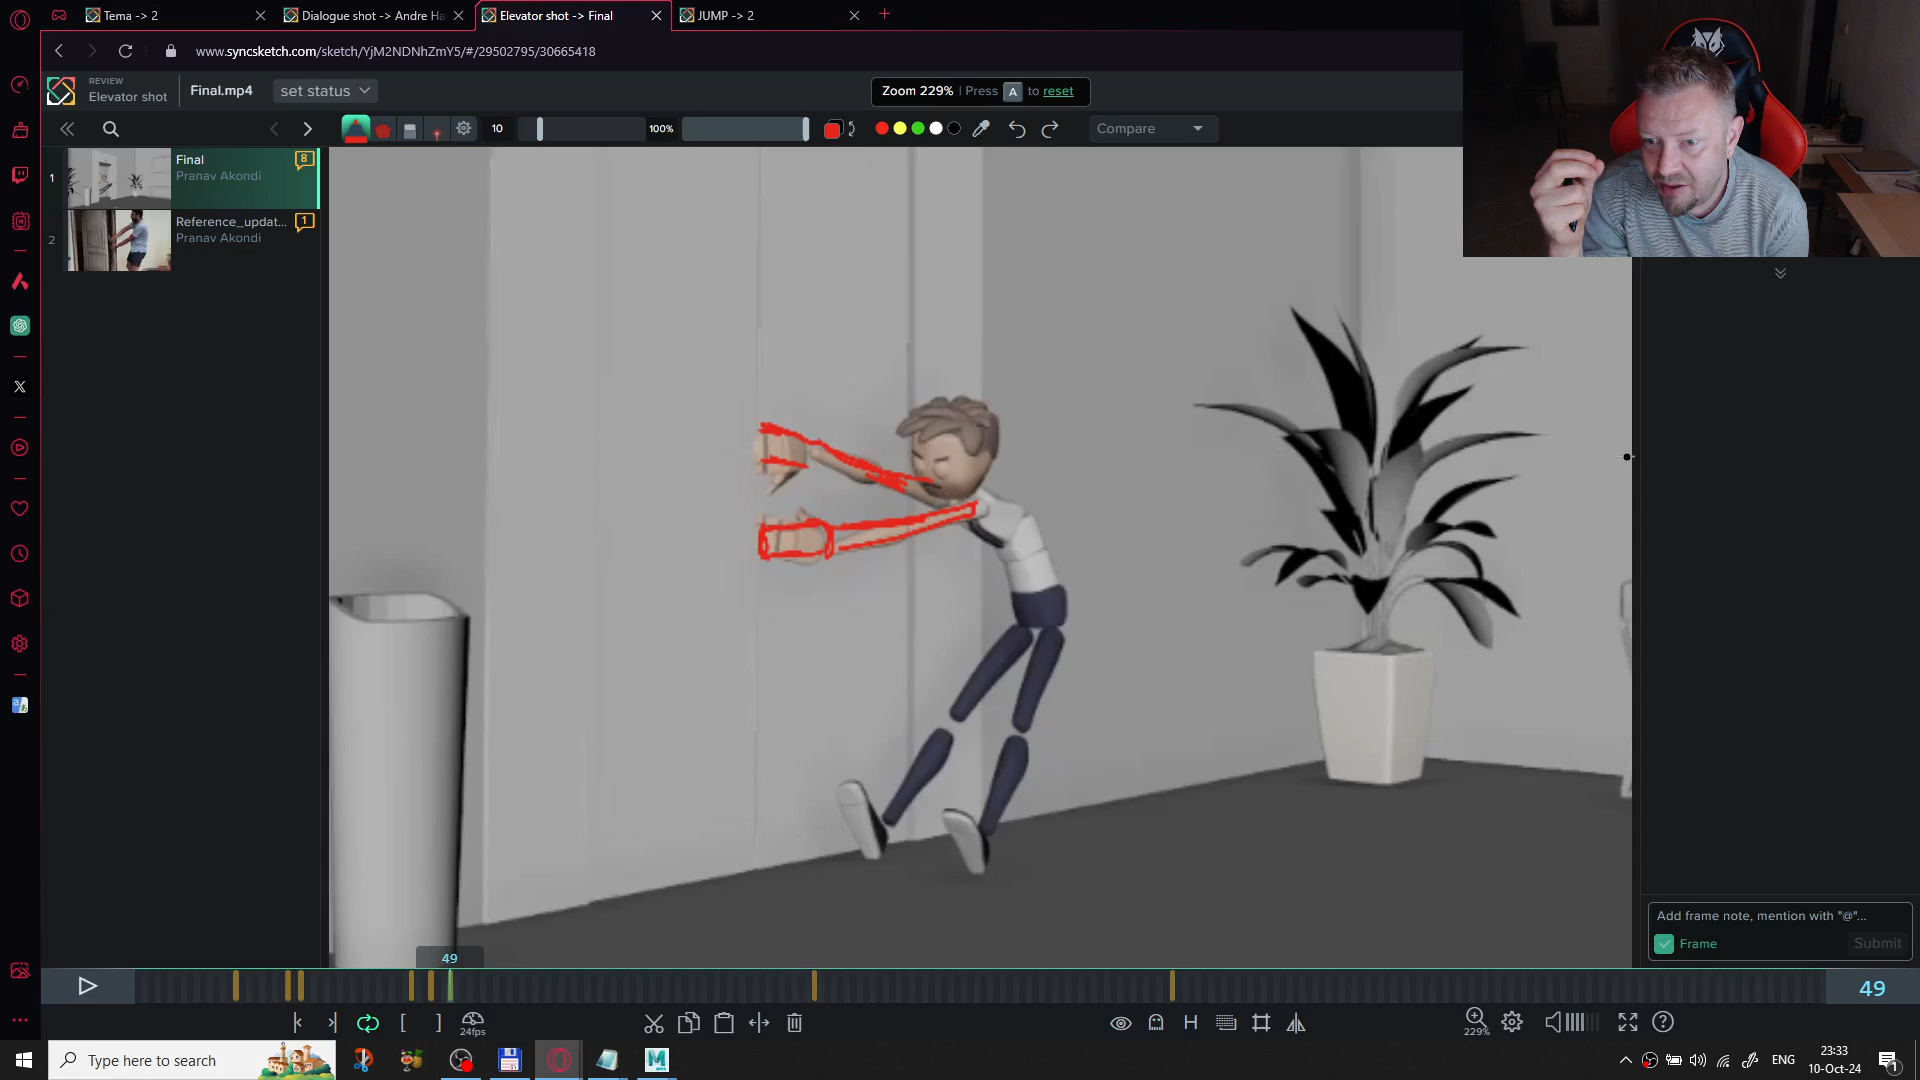 Tema -> 2
Dialogue shot -> Andre Ha
Elevator shot -> Final
JUMP -> 2
www.syncsketch.com/sketch/YjM2NDNhZmY5/#/29502795/30665418
REVIEW
Elevator shot
Final.mp4
set status
Zoom 229% | Press A to reset
10
100%
Compare
1
Final
Pranav Akondi
8
2
Reference_updat...
Pranav Akondi
1
Add frame note, mention with "@"...
Frame
Submit
49
49
24fps
H
229%
Type here to search
ENG
23:33
10-Oct-24
1